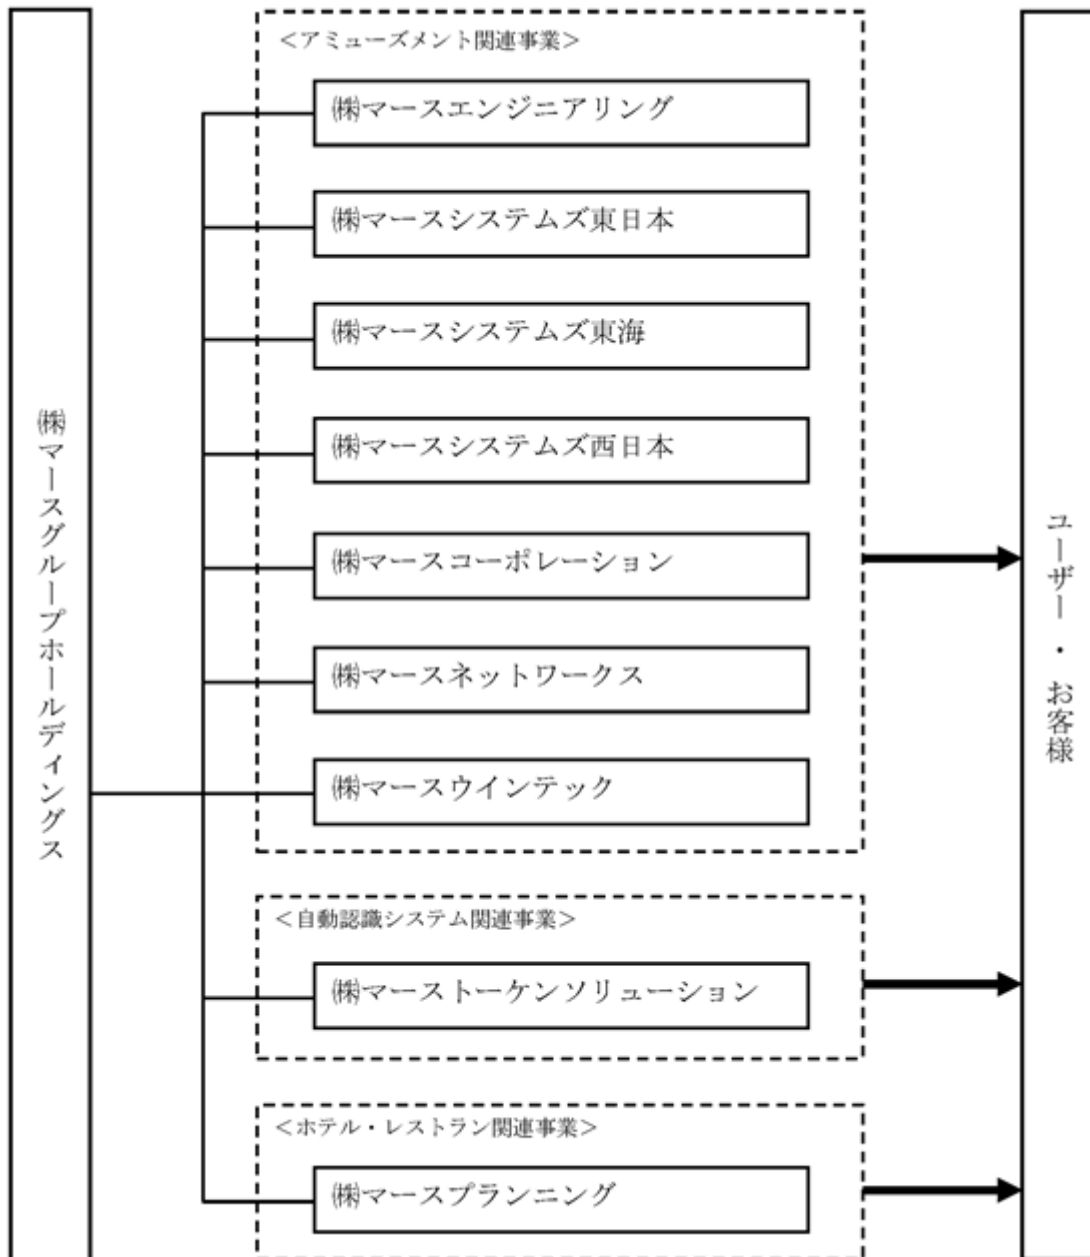 ㈱マースグループホールディングス
＜アミューズメント関連事業＞
㈱マースエンジニアリング
㈱マースシステムズ東日本
㈱マースシステムズ東海
㈱マースシステムズ西日本
㈱マースコーポレーション
㈱マースネットワークス
㈱マースウインテック
＜自動認識システム関連事業＞
㈱マーストーケンソリューション
＜ホテル・レストラン関連事業＞
㈱マースプランニング
ユーザー・お客様